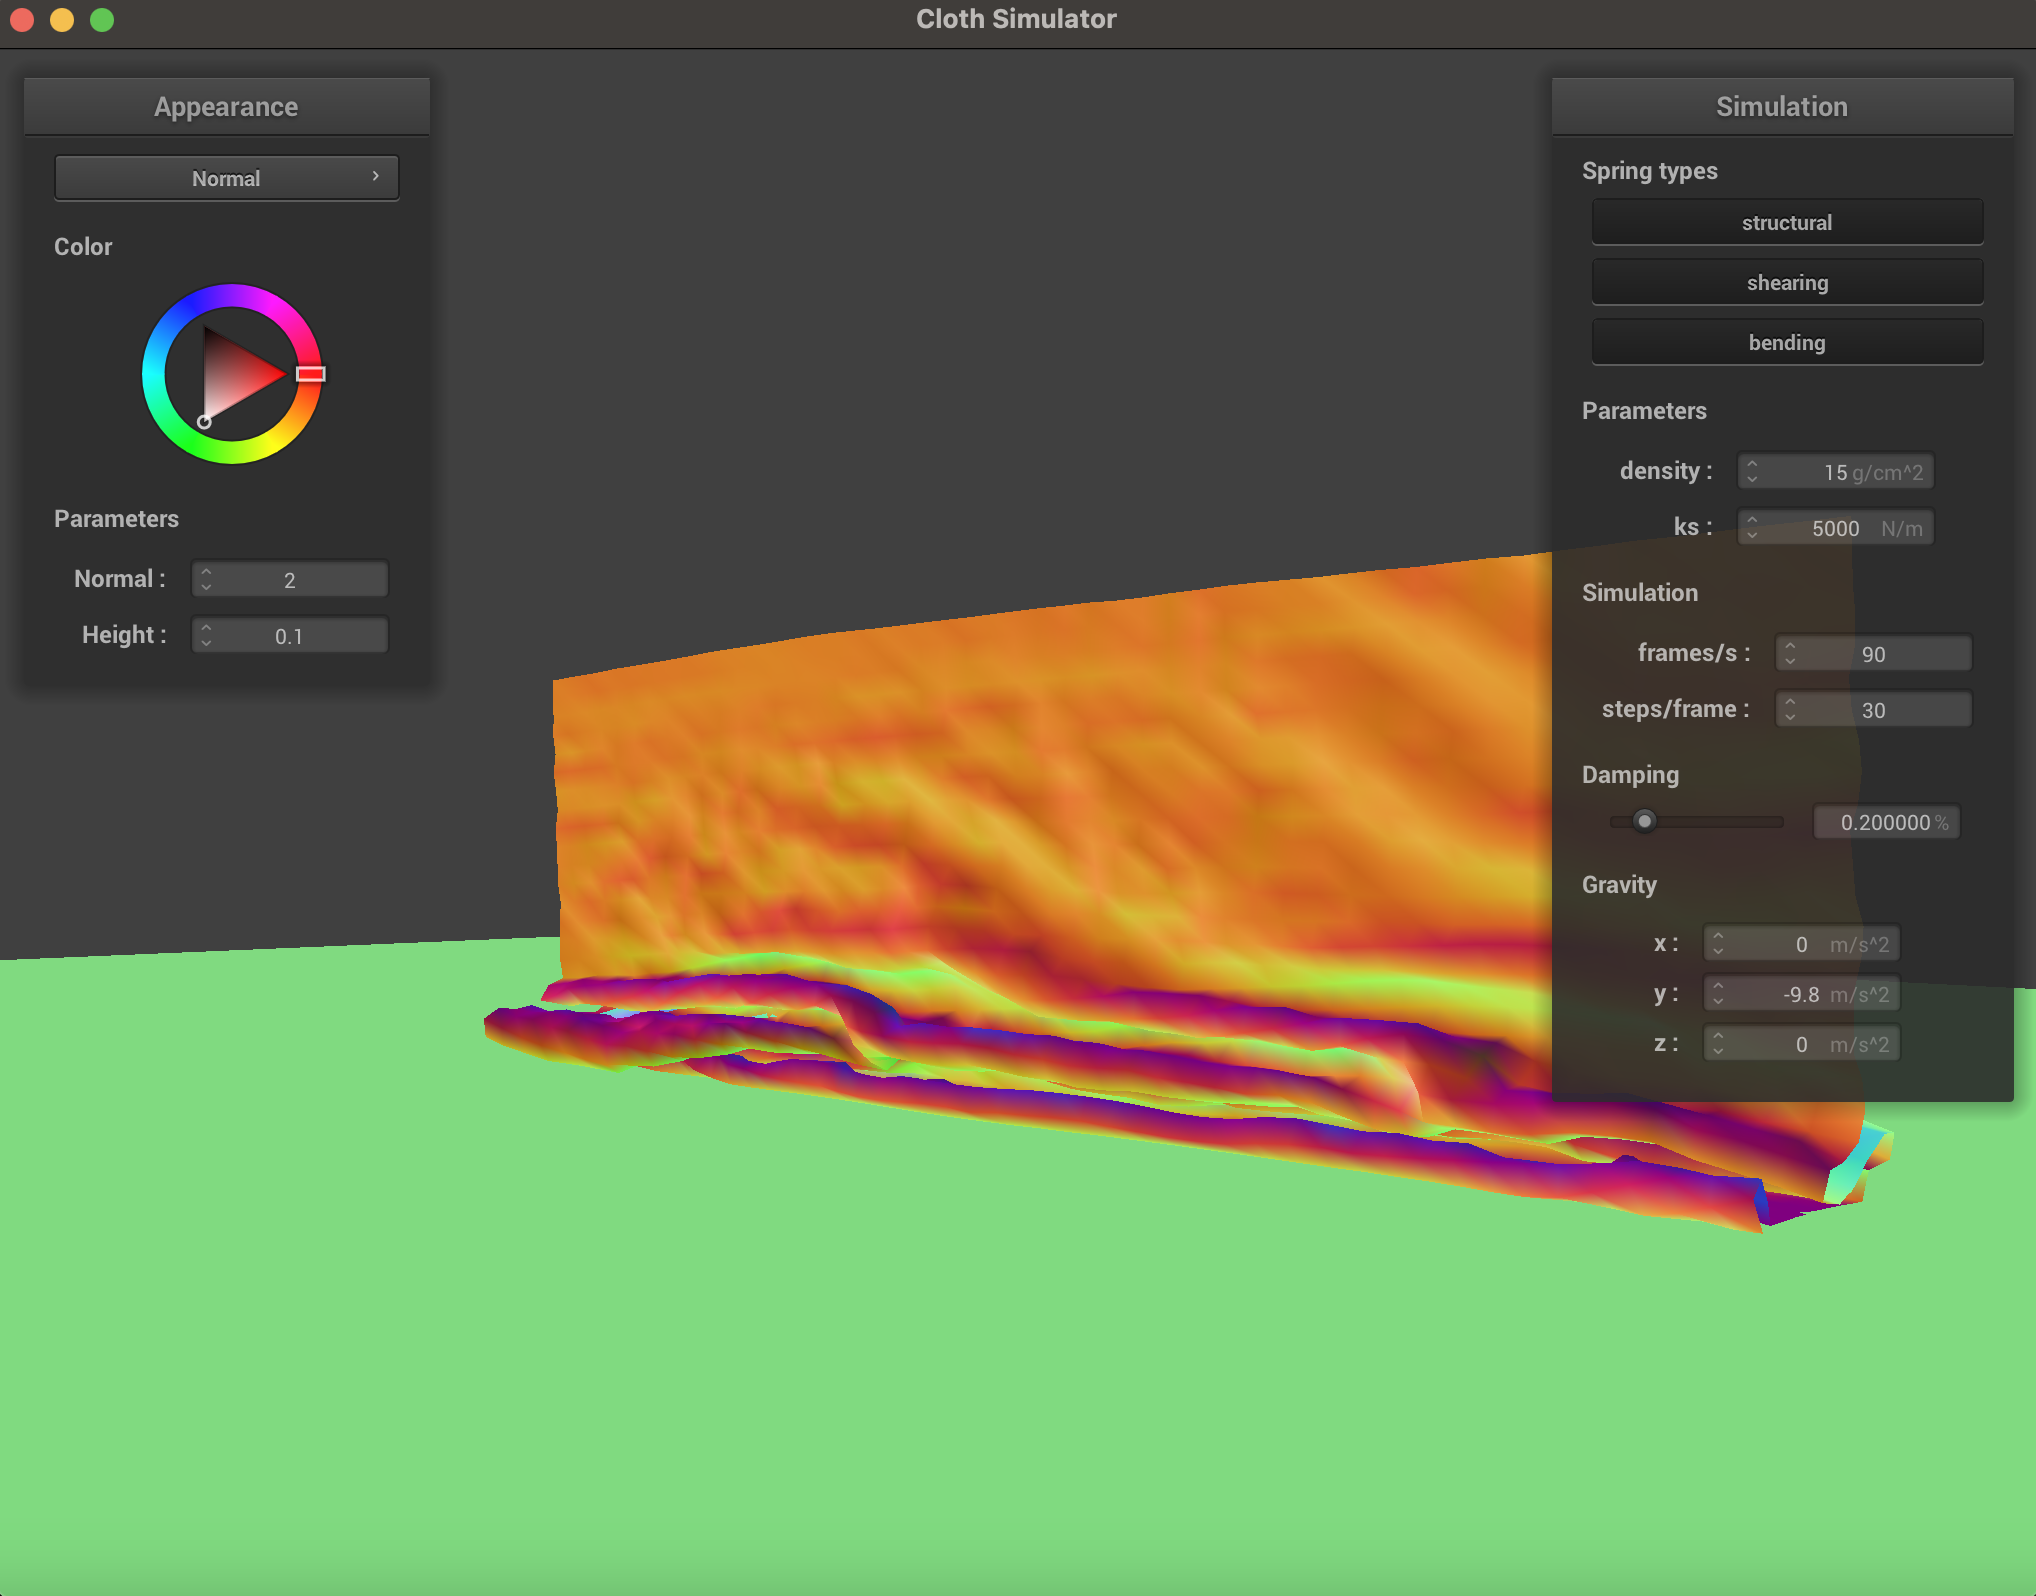 Cloth Simulator
Appearance
Normal
Color
Parameters
Normal : 2
Height : 0.1
Simulation
Spring types
structural
shearing
bending
Parameters
density : 15 g/cm^2
ks : 5000 N/m
Simulation
frames/s : 90
steps/frame : 30
Damping
0.200000 %
Gravity
x : 0 m/s^2
y : -9.8 m/s^2
z : 0 m/s^2